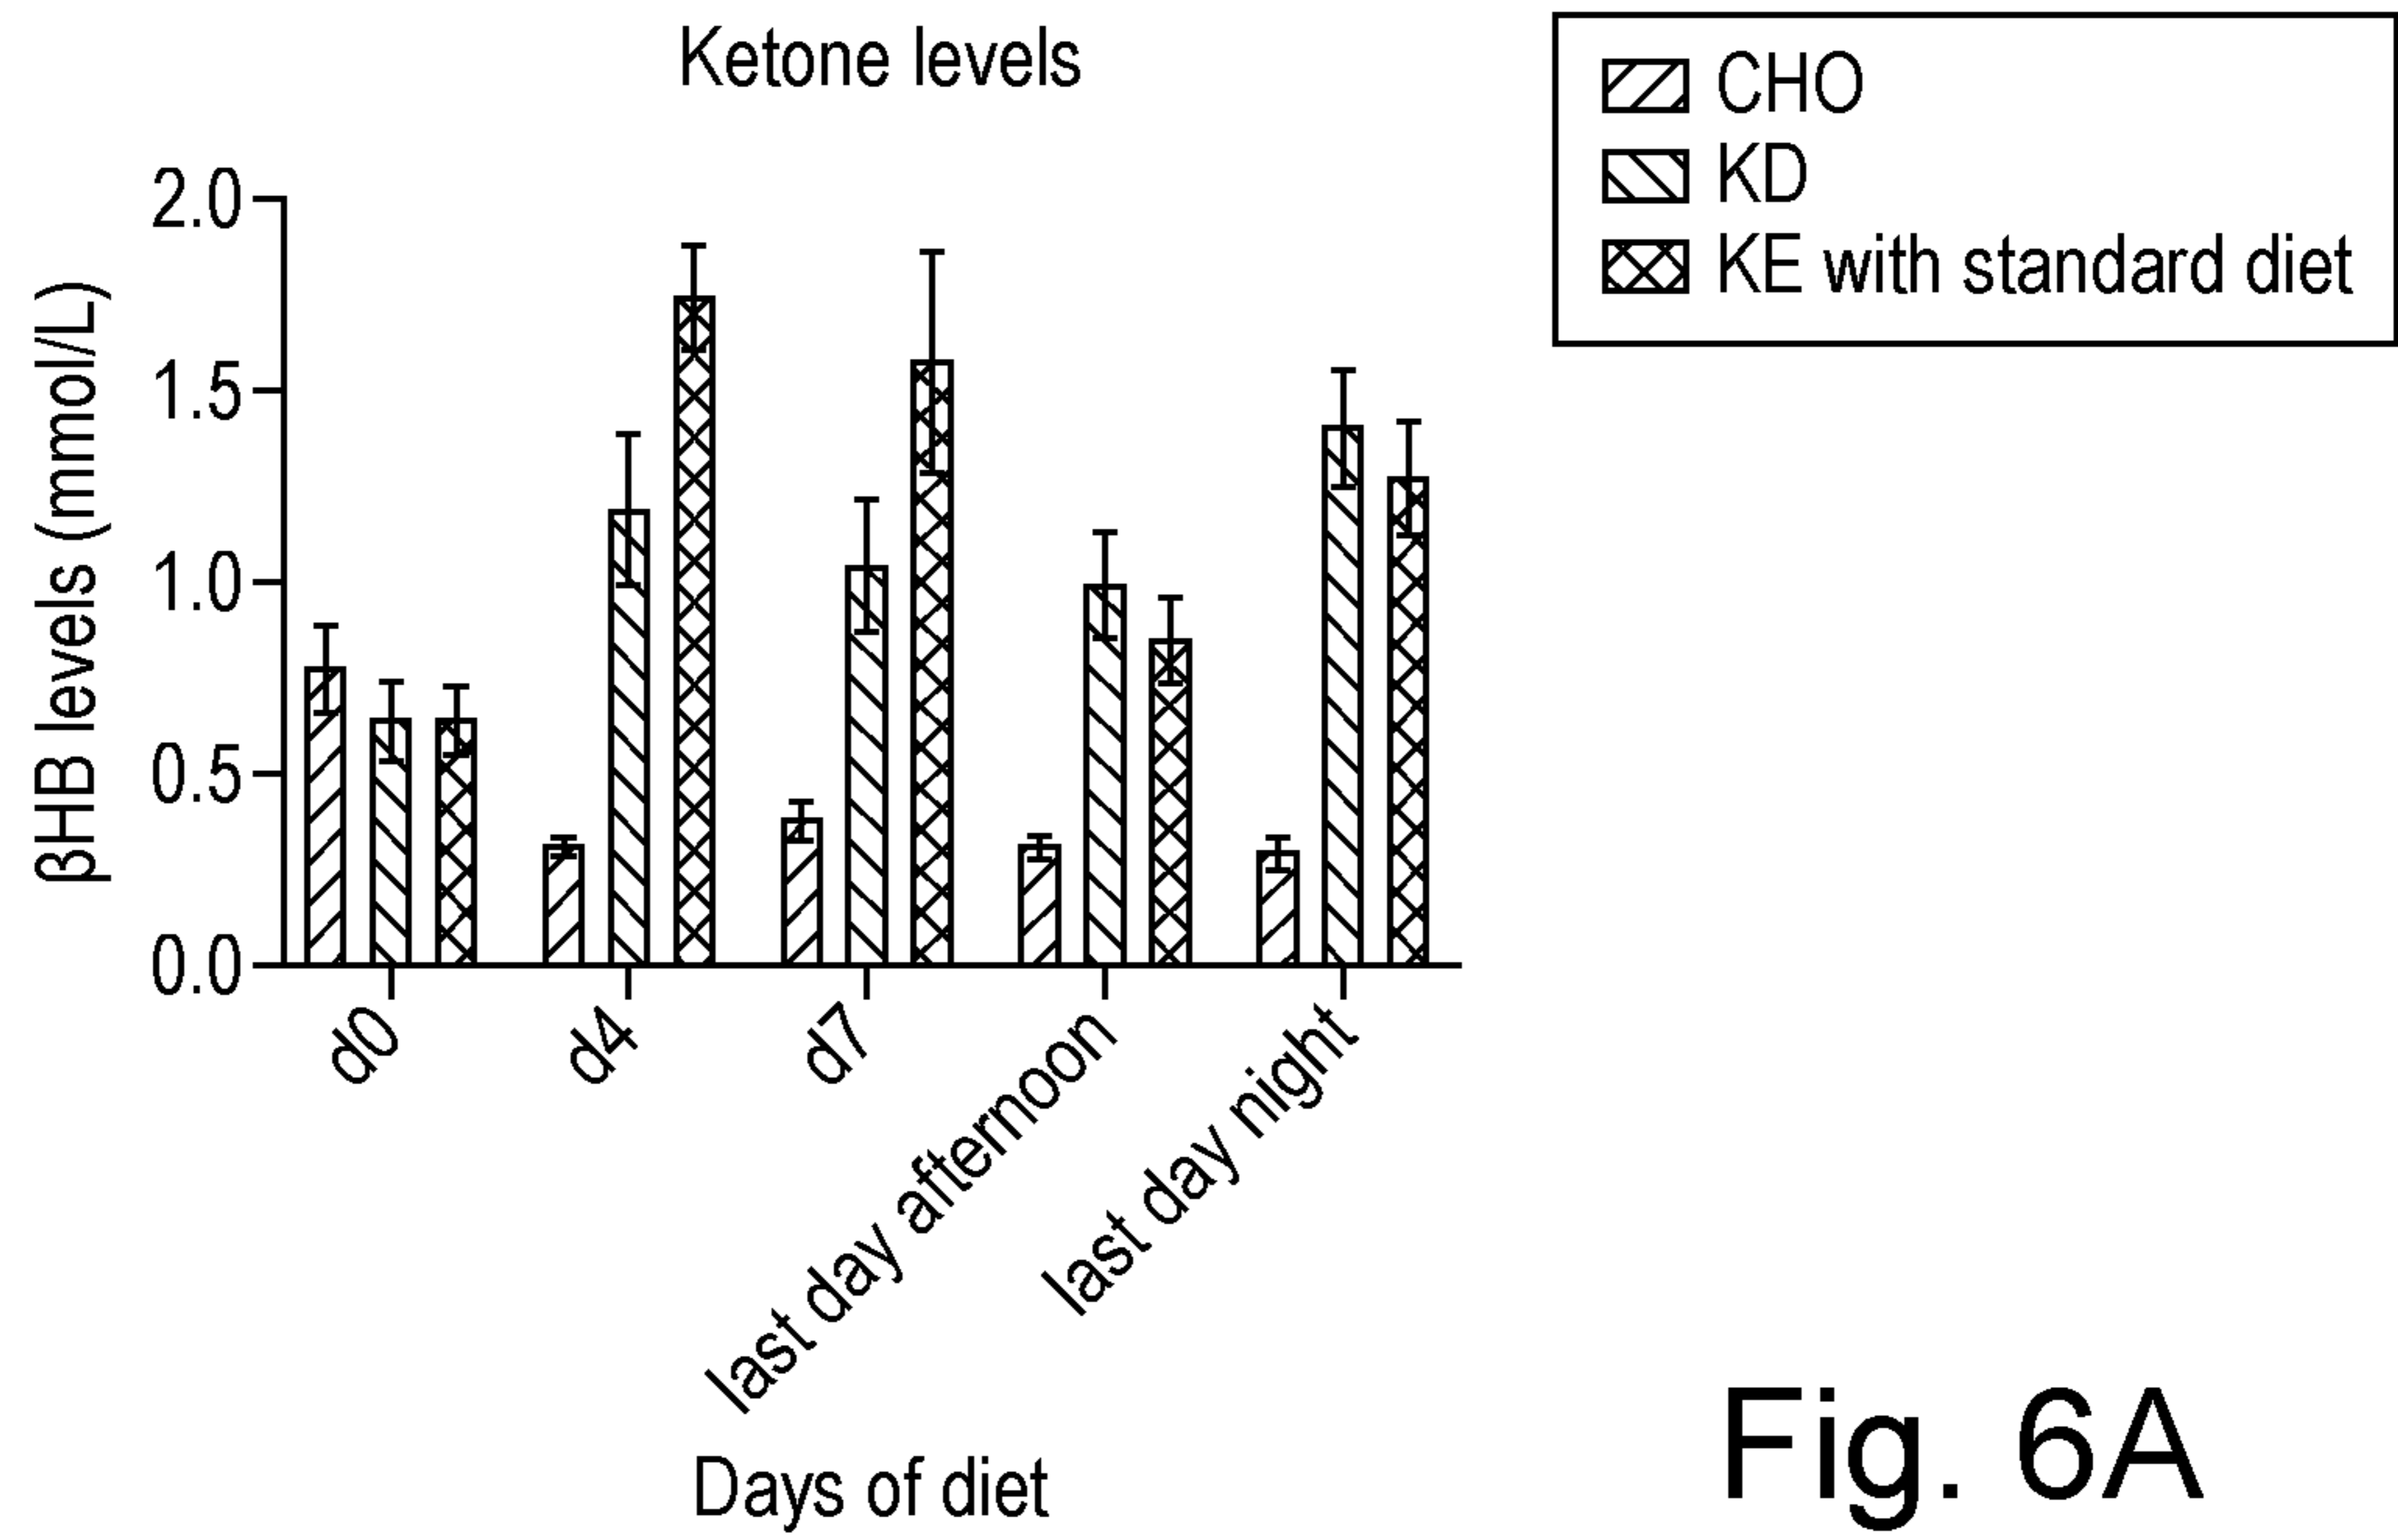 Ketone levels
CHO
KD
KE with standard diet
βHB levels (mmol/L)
2.0
1.5
1.0
0.5
0.0
d0
d4
d7
last day afternoon
last day night
Days of diet
Fig. 6A